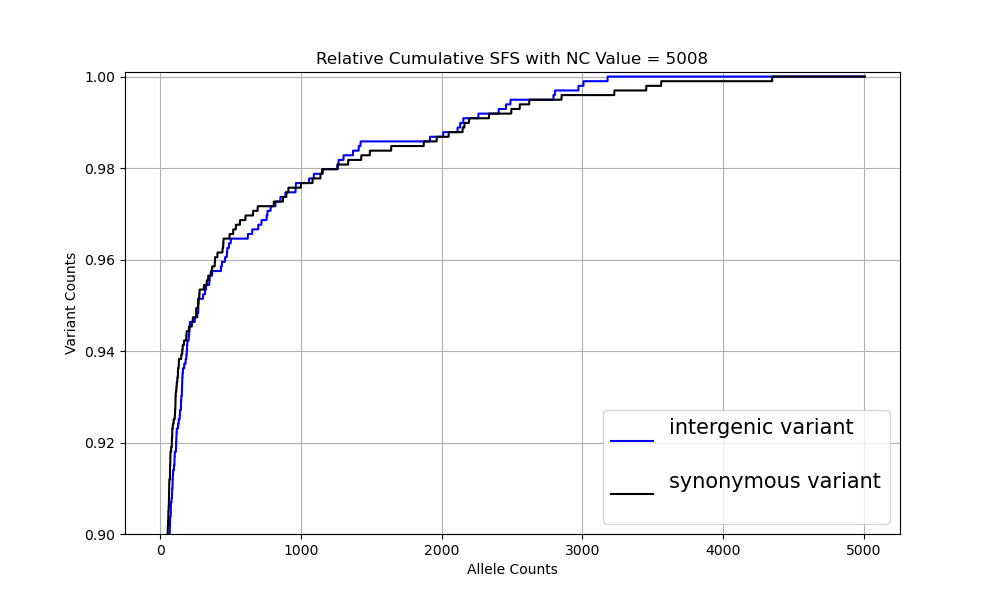 Relative Cumulative SFS with NC Value = 5008
1.00
0.98
0.96
0.94
0.92
0.90
Variant Counts
intergenic variant
synonymous variant
0
1000
2000
3000
4000
5000
Allele Counts